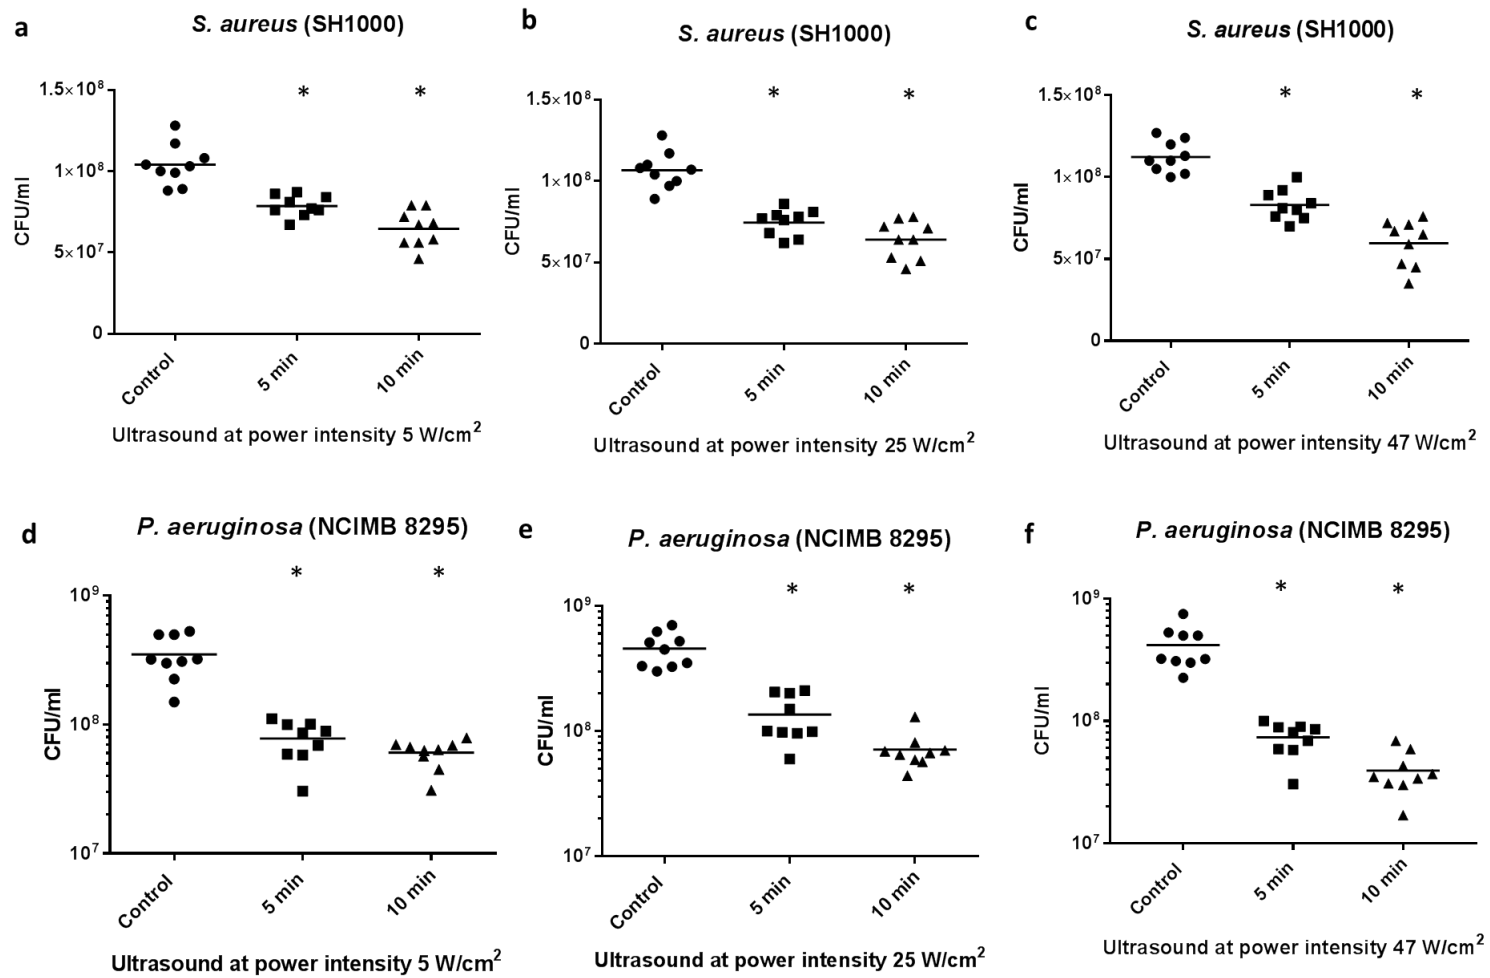 a
S. aureus (SH1000)
CFU/ml
1.5×10⁸
1×10⁸
5×10⁷
0
* *
Control
5 min
10 min
Ultrasound at power intensity 5 W/cm²
b
S. aureus (SH1000)
CFU/ml
1.5×10⁸
1×10⁸
5×10⁷
0
* *
Control
5 min
10 min
Ultrasound at power intensity 25 W/cm²
c
S. aureus (SH1000)
CFU/ml
1.5×10⁸
1×10⁸
5×10⁷
0
* *
Control
5 min
10 min
Ultrasound at power intensity 47 W/cm²
d
P. aeruginosa (NCIMB 8295)
CFU/ml
10⁹
10⁸
10⁷
* *
Control
5 min
10 min
Ultrasound at power intensity 5 W/cm²
e
P. aeruginosa (NCIMB 8295)
CFU/ml
10⁹
10⁸
10⁷
* *
Control
5 min
10 min
Ultrasound at power intensity 25 W/cm²
f
P. aeruginosa (NCIMB 8295)
CFU/ml
10⁹
10⁸
10⁷
* *
Control
5 min
10 min
Ultrasound at power intensity 47 W/cm²